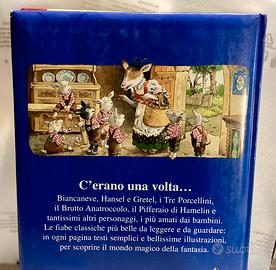 C'erano una volta...
Biancaneve, Hansel e Gretel, i Tre Porcellini,
il Brutto Anatroccolo, il Pifferaio di Hamelin e
tantissimi altri personaggi, i più amati dai bambini.
Le fiabe classiche più belle da leggere e da guardare:
in ogni pagina testi semplici e bellissime illustrazioni,
per scoprire il mondo magico della fantasia.
subito